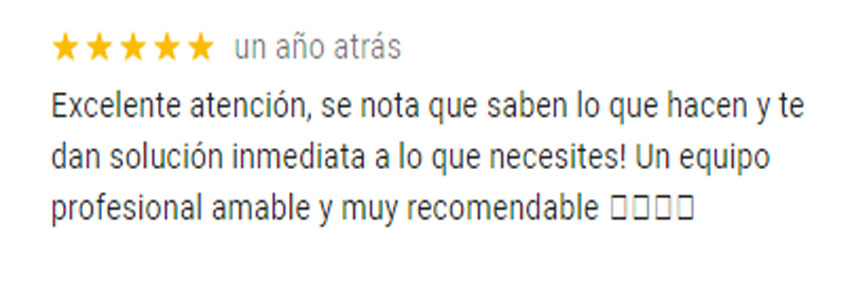 ★★★★★ un año atrás
Excelente atención, se nota que saben lo que hacen y te
dan solución inmediata a lo que necesites! Un equipo
profesional amable y muy recomendable □□□□